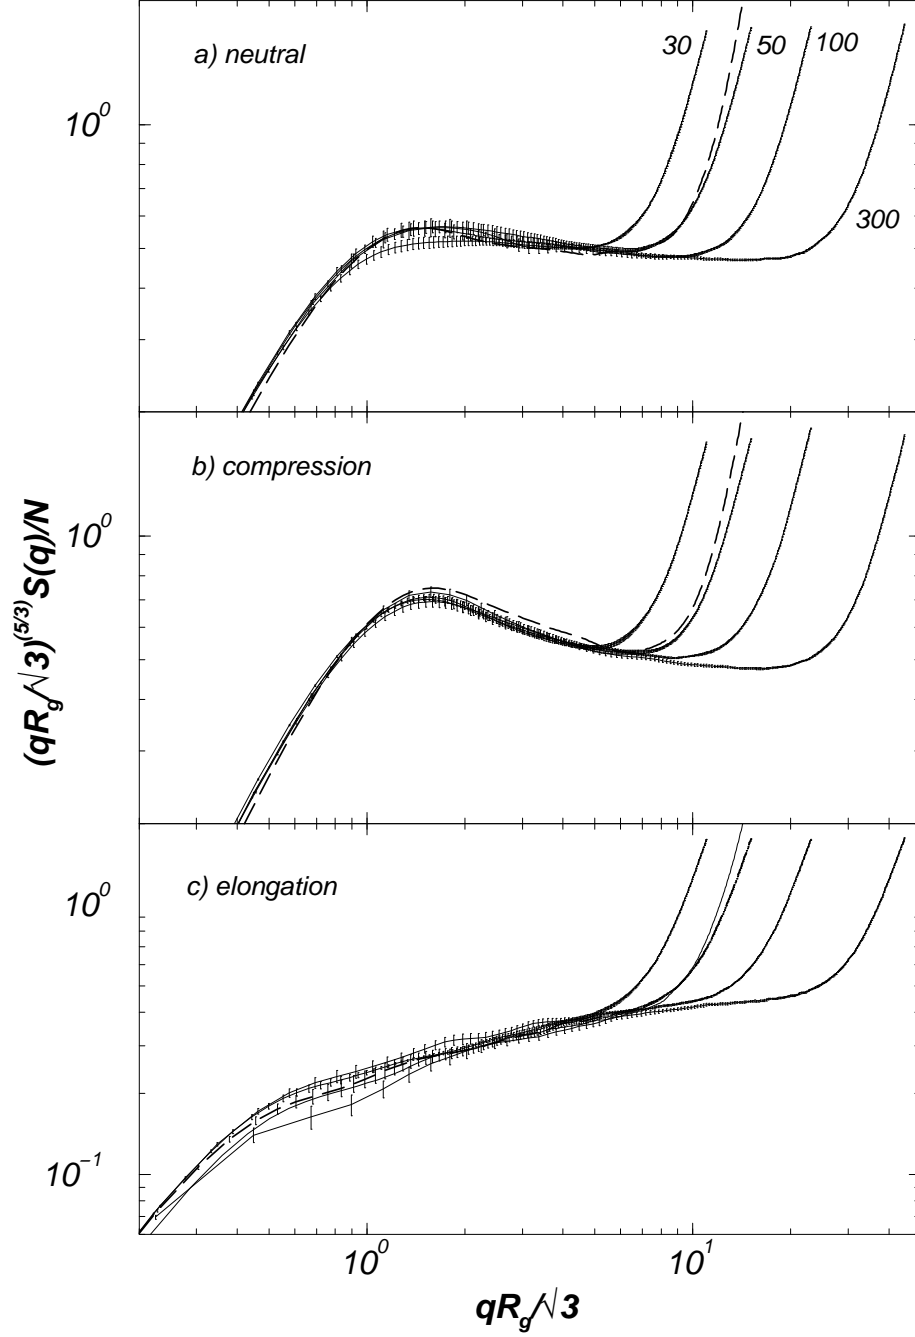 a) neutral
30
50
100
300
10^0
b) compression
10^0
(qR_g/√3)^(5/3)S(q)/N
c) elongation
10^0
10^−1
10^0
10^1
qR_g/√3